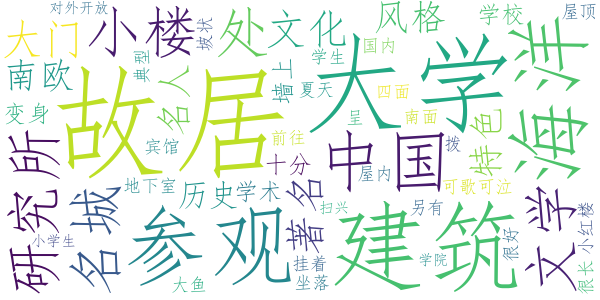 对外开放
大门
小楼
坡状
处
文化
风格
学校
屋顶
海洋
南欧
典型
名人
墙上
学生
夏天
国内
四面
南面
呈
变身
故居
大学
宾馆
前往
十分
中国
拨
特色
屋内
可歌可泣
研究所
名城
地下室
历史
学术
著名
扫兴
另有
文学
小红楼
很好
很长
小学生
参观
大鱼
挂着
坐落
建筑
学院